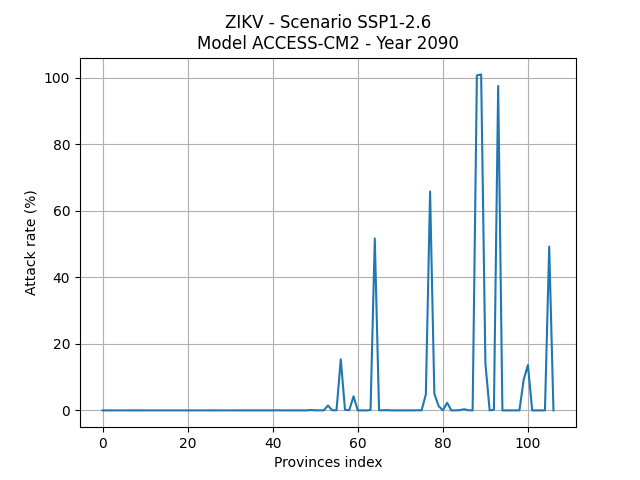 ZIKV - Scenario SSP1-2.6
Model ACCESS-CM2 - Year 2090
100
80
60
40
20
0
Attack rate (%)
0 20 40 60 80 100
Provinces index